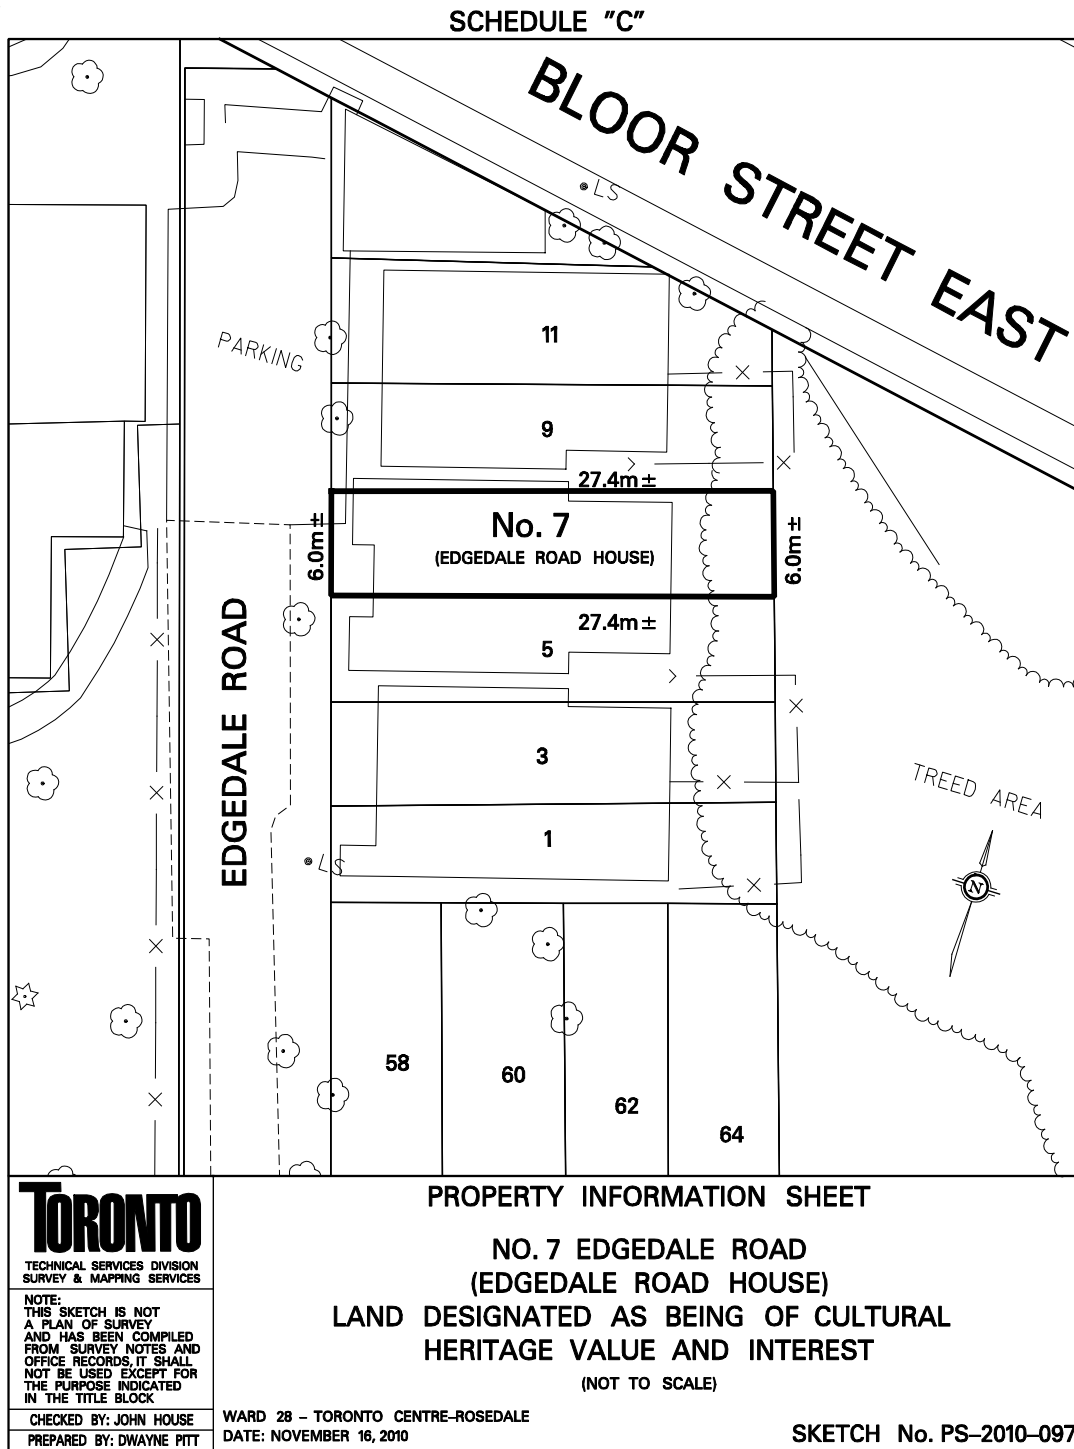 SCHEDULE "C"
BLOOR STREET EAST
LS
PARKING
11
9
27.4m ±
No. 7
(EDGEDALE ROAD HOUSE)
6.0m ±
6.0m ±
27.4m ±
5
EDGEDALE ROAD
3
TREED AREA
1
LS
N
58
60
62
64
TORONTO
TECHNICAL SERVICES DIVISION
SURVEY & MAPPING SERVICES
NOTE:
THIS SKETCH IS NOT
A PLAN OF SURVEY
AND HAS BEEN COMPILED
FROM SURVEY NOTES AND
OFFICE RECORDS, IT SHALL
NOT BE USED EXCEPT FOR
THE PURPOSE INDICATED
IN THE TITLE BLOCK
CHECKED BY: JOHN HOUSE
PREPARED BY: DWAYNE PITT
PROPERTY INFORMATION SHEET
NO. 7 EDGEDALE ROAD
(EDGEDALE ROAD HOUSE)
LAND DESIGNATED AS BEING OF CULTURAL
HERITAGE VALUE AND INTEREST
(NOT TO SCALE)
WARD 28 – TORONTO CENTRE–ROSEDALE
DATE: NOVEMBER 16, 2010
SKETCH No. PS–2010–097